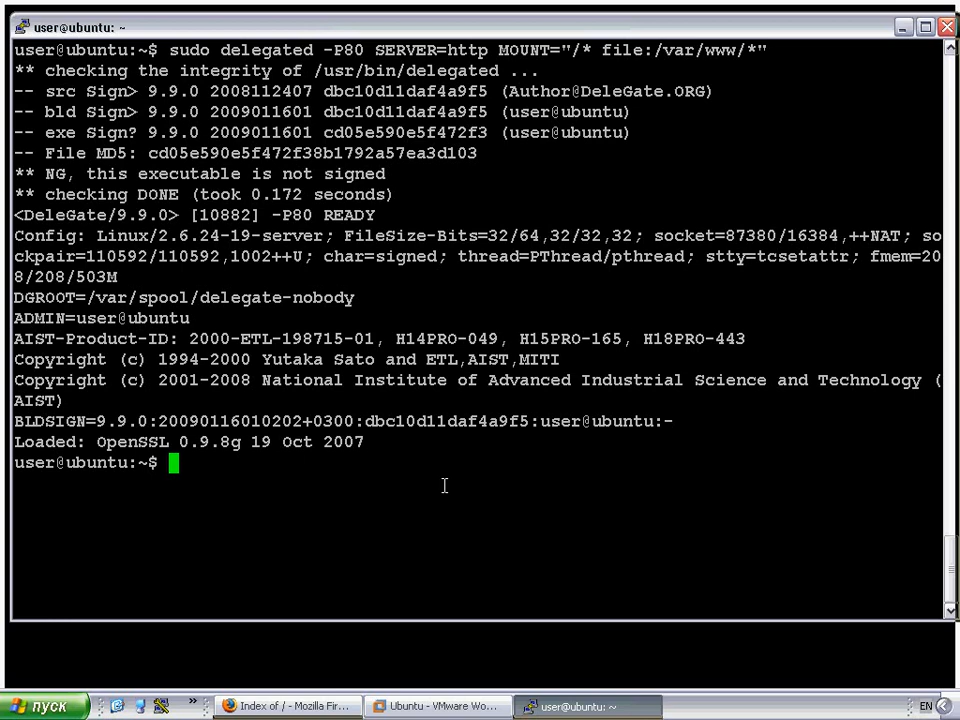 user@ubuntu: ~
user@ubuntu:~$ sudo delegated -P80 SERVER=http MOUNT="/* file:/var/www/*"
** checking the integrity of /usr/bin/delegated ...
-- src Sign> 9.9.0 2008112407 dbc10d11daf4a9f5 (Author@DeleGate.ORG)
-- bld Sign> 9.9.0 2009011601 dbc10d11daf4a9f5 (user@ubuntu)
-- exe Sign? 9.9.0 2009011601 cd05e590e5f472f3 (user@ubuntu)
-- File MD5: cd05e590e5f472f38b1792a57ea3d103
** NG, this executable is not signed
** checking DONE (took 0.172 seconds)
<DeleGate/9.9.0> [10882] -P80 READY
Config: Linux/2.6.24-19-server; FileSize-Bits=32/64,32/32,32; socket=87380/16384,++NAT; so
ckpair=110592/110592,1002++U; char=signed; thread=PThread/pthread; stty=tcsetattr; fmem=20
8/208/503M
DGROOT=/var/spool/delegate-nobody
ADMIN=user@ubuntu
AIST-Product-ID: 2000-ETL-198715-01, H14PRO-049, H15PRO-165, H18PRO-443
Copyright (c) 1994-2000 Yutaka Sato and ETL,AIST,MITI
Copyright (c) 2001-2008 National Institute of Advanced Industrial Science and Technology (
AIST)
BLDSIGN=9.9.0:20090116010202+0300:dbc10d11daf4a9f5:user@ubuntu:-
Loaded: OpenSSL 0.9.8g 19 Oct 2007
user@ubuntu:~$
пуск
Index of / - Mozilla Fir...
Ubuntu - VMware Wo...
user@ubuntu: ~
EN